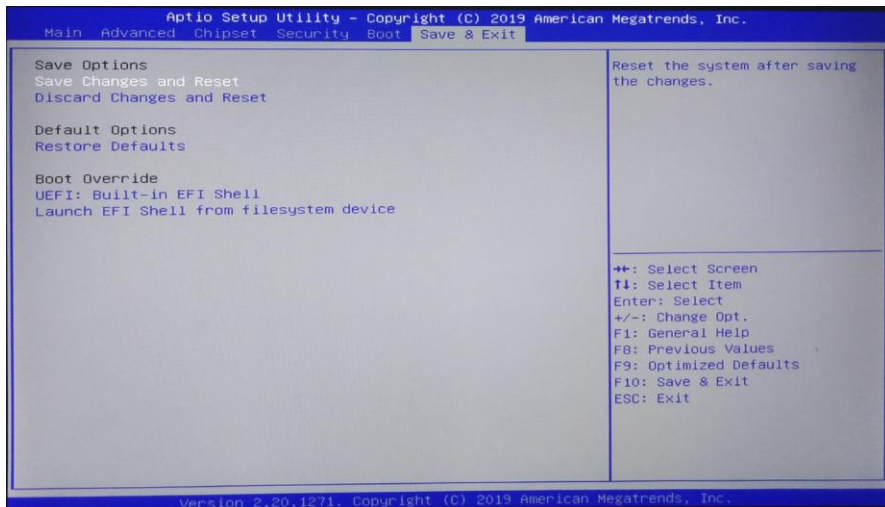 Aptio Setup Utility - Copyright (C) 2019 American Megatrends, Inc.
Main Advanced Chipset Security Boot Save & Exit
Save Options
Save Changes and Reset
Discard Changes and Reset
Default Options
Restore Defaults
Boot Override
UEFI: Built-in EFI Shell
Launch EFI Shell from filesystem device
Reset the system after saving
the changes.
→←: Select Screen
↑↓: Select Item
Enter: Select
+/-: Change Opt.
F1: General Help
F8: Previous Values
F9: Optimized Defaults
F10: Save & Exit
ESC: Exit
Version 2.20.1271. Copyright (C) 2019 American Megatrends, Inc.